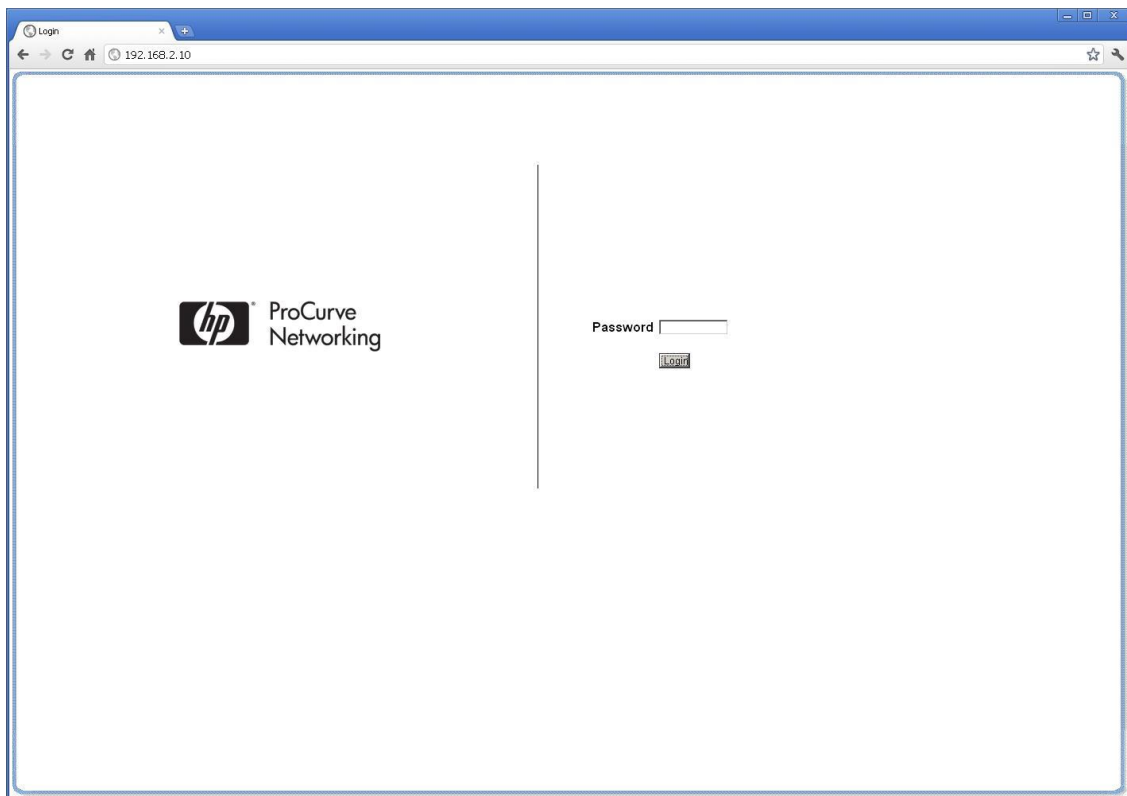 Login
192.168.2.10
hp® ProCurve
Networking
Password
Login